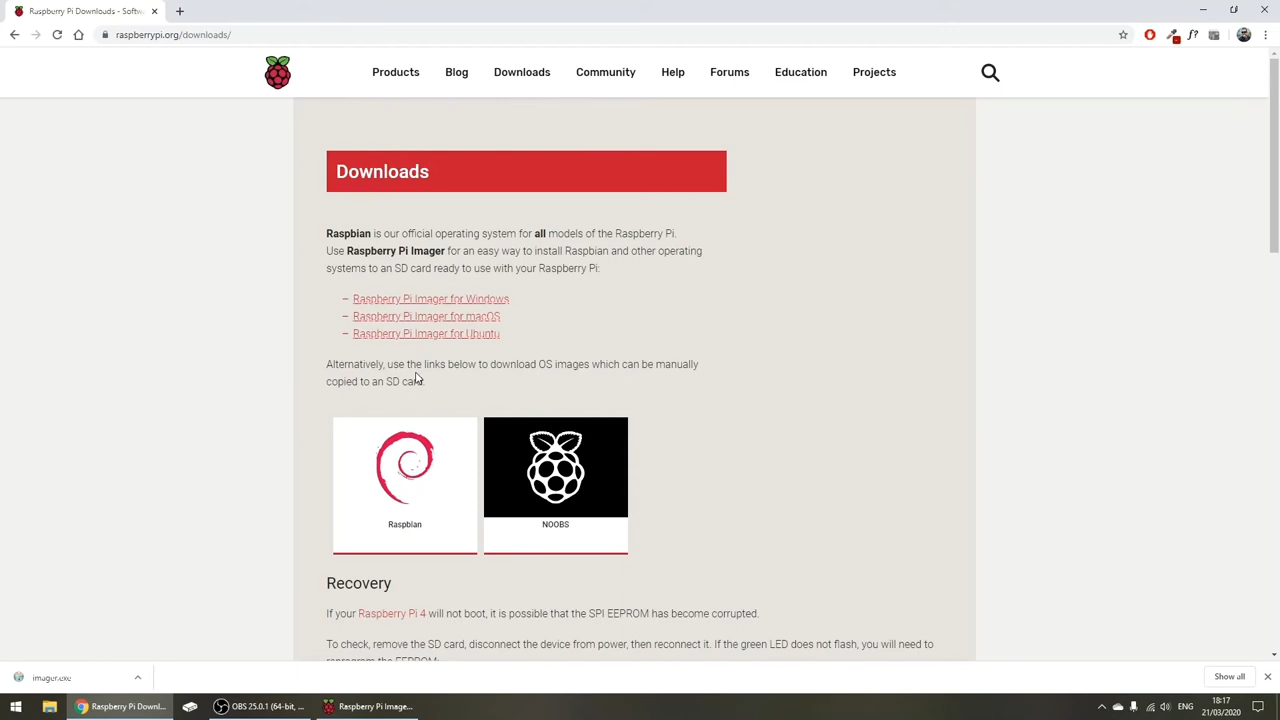 Raspberry Pi Downloads - Softw
raspberrypi.org/downloads/
Products Blog Downloads Community Help Forums Education Projects
Downloads
Raspbian is our official operating system for all models of the Raspberry Pi.
Use Raspberry Pi Imager for an easy way to install Raspbian and other operating
systems to an SD card ready to use with your Raspberry Pi:
– Raspberry Pi Imager for Windows
– Raspberry Pi Imager for macOS
– Raspberry Pi Imager for Ubuntu
Alternatively, use the links below to download OS images which can be manually
copied to an SD card.
Raspbian NOOBS
Recovery
If your Raspberry Pi 4 will not boot, it is possible that the SPI EEPROM has become corrupted.
To check, remove the SD card, disconnect the device from power, then reconnect it. If the green LED does not flash, you will need to
reprogram the EEPROM:
imager.exe Show all
Raspberry Pi Downl... OBS 25.0.1 (64-bit, ... Raspberry Pi Image... ENG 18:17
21/03/2020